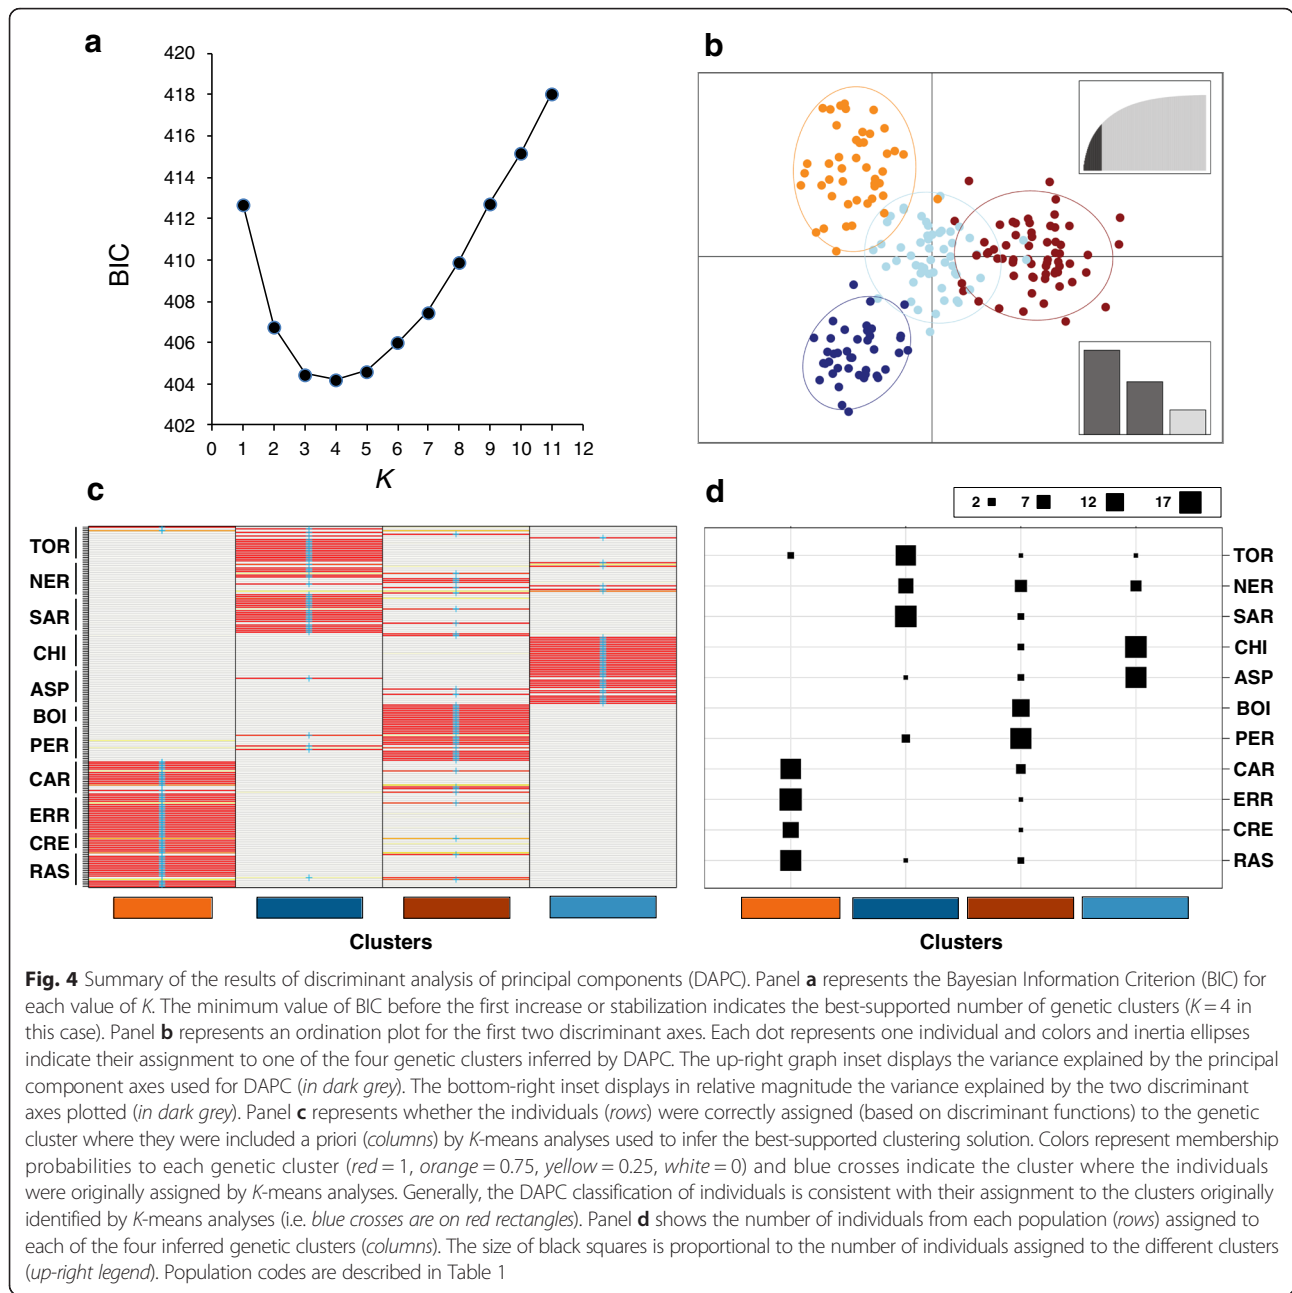 a
420
418
416
414
412
410
408
406
404
402
BIC
0 1 2 3 4 5 6 7 8 9 10 11 12
K
b
c
TOR
NER
SAR
CHI
ASP
BOI
PER
CAR
ERR
CRE
RAS
Clusters
d
2 7 12 17
TOR
NER
SAR
CHI
ASP
BOI
PER
CAR
ERR
CRE
RAS
Clusters
Fig. 4 Summary of the results of discriminant analysis of principal components (DAPC). Panel a represents the Bayesian Information Criterion (BIC) for
each value of K. The minimum value of BIC before the first increase or stabilization indicates the best-supported number of genetic clusters (K = 4 in
this case). Panel b represents an ordination plot for the first two discriminant axes. Each dot represents one individual and colors and inertia ellipses
indicate their assignment to one of the four genetic clusters inferred by DAPC. The up-right graph inset displays the variance explained by the principal
component axes used for DAPC (in dark grey). The bottom-right inset displays in relative magnitude the variance explained by the two discriminant
axes plotted (in dark grey). Panel c represents whether the individuals (rows) were correctly assigned (based on discriminant functions) to the genetic
cluster where they were included a priori (columns) by K-means analyses used to infer the best-supported clustering solution. Colors represent membership
probabilities to each genetic cluster (red = 1, orange = 0.75, yellow = 0.25, white = 0) and blue crosses indicate the cluster where the individuals
were originally assigned by K-means analyses. Generally, the DAPC classification of individuals is consistent with their assignment to the clusters originally
identified by K-means analyses (i.e. blue crosses are on red rectangles). Panel d shows the number of individuals from each population (rows) assigned to
each of the four inferred genetic clusters (columns). The size of black squares is proportional to the number of individuals assigned to the different clusters
(up-right legend). Population codes are described in Table 1